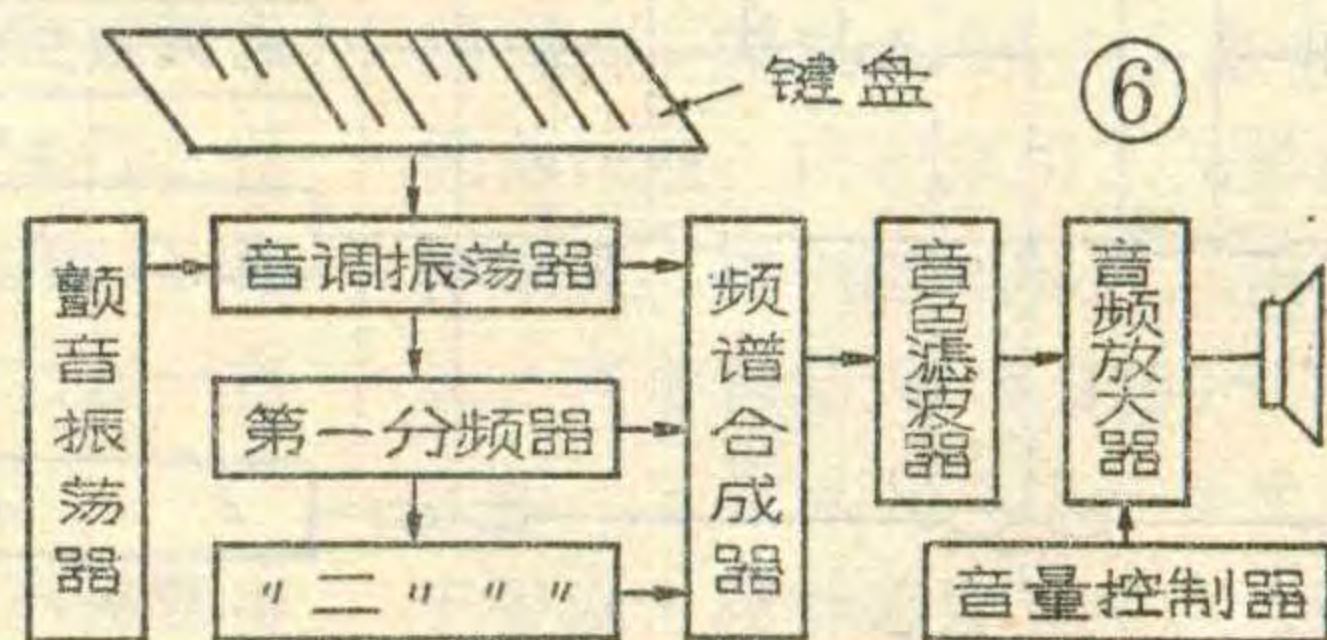 键盘
⑥
颤音振荡器
音调振荡器
第一分频器
〃二〃〃〃
频谱合成器
音色滤波器
音频放大器
音量控制器